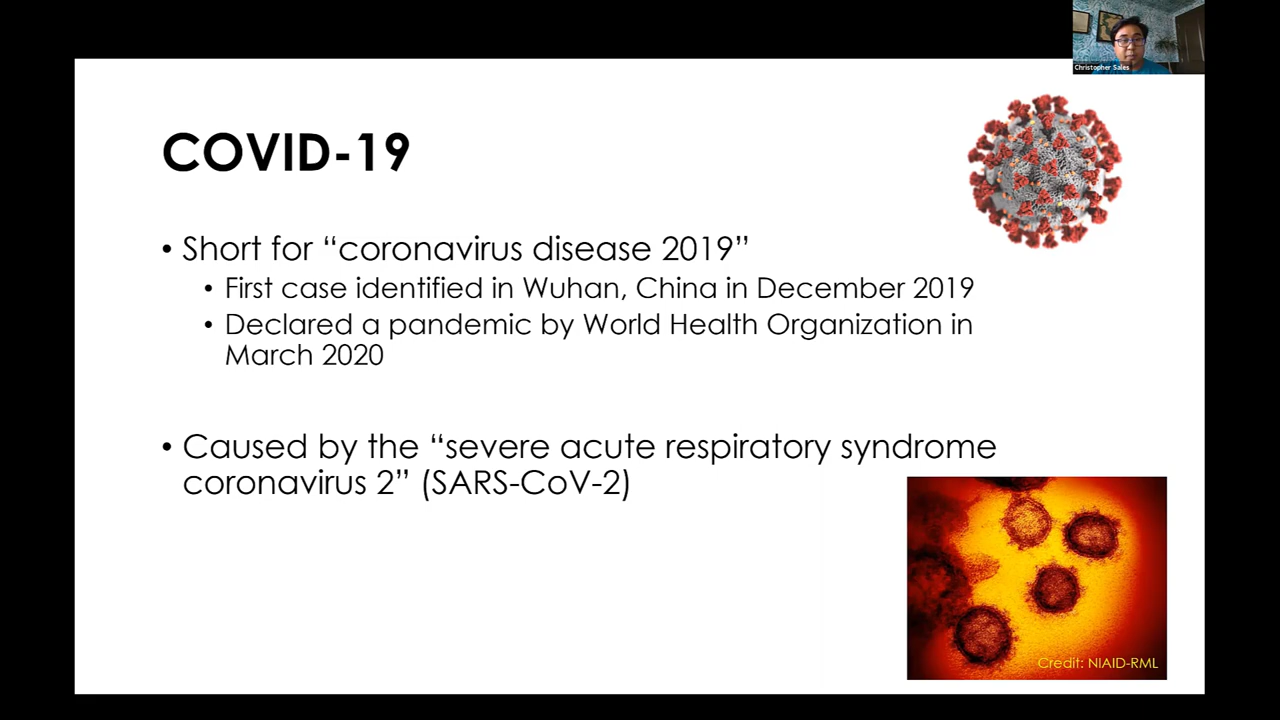 Christopher Sales
COVID-19
• Short for “coronavirus disease 2019”
• First case identified in Wuhan, China in December 2019
• Declared a pandemic by World Health Organization in
March 2020
• Caused by the “severe acute respiratory syndrome
coronavirus 2” (SARS-CoV-2)
Credit: NIAID-RML